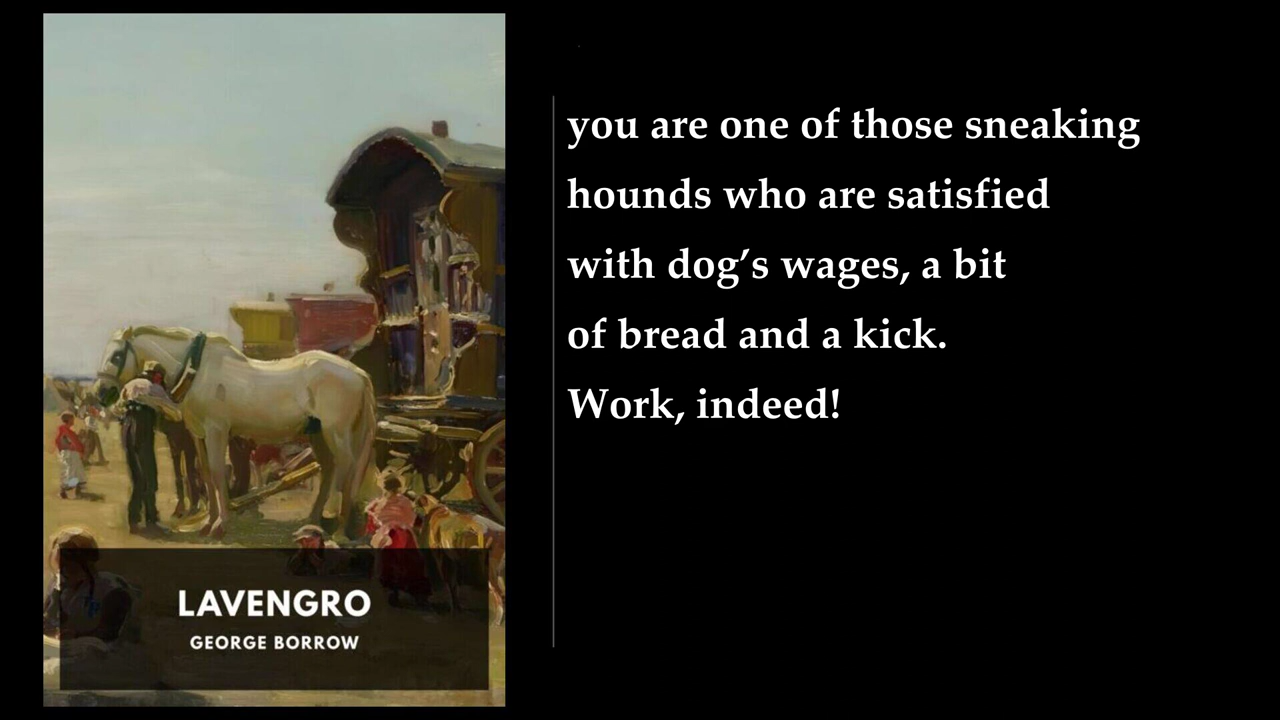 LAVENGRO
GEORGE BORROW
you are one of those sneaking
hounds who are satisfied
with dog’s wages, a bit
of bread and a kick.
Work, indeed!